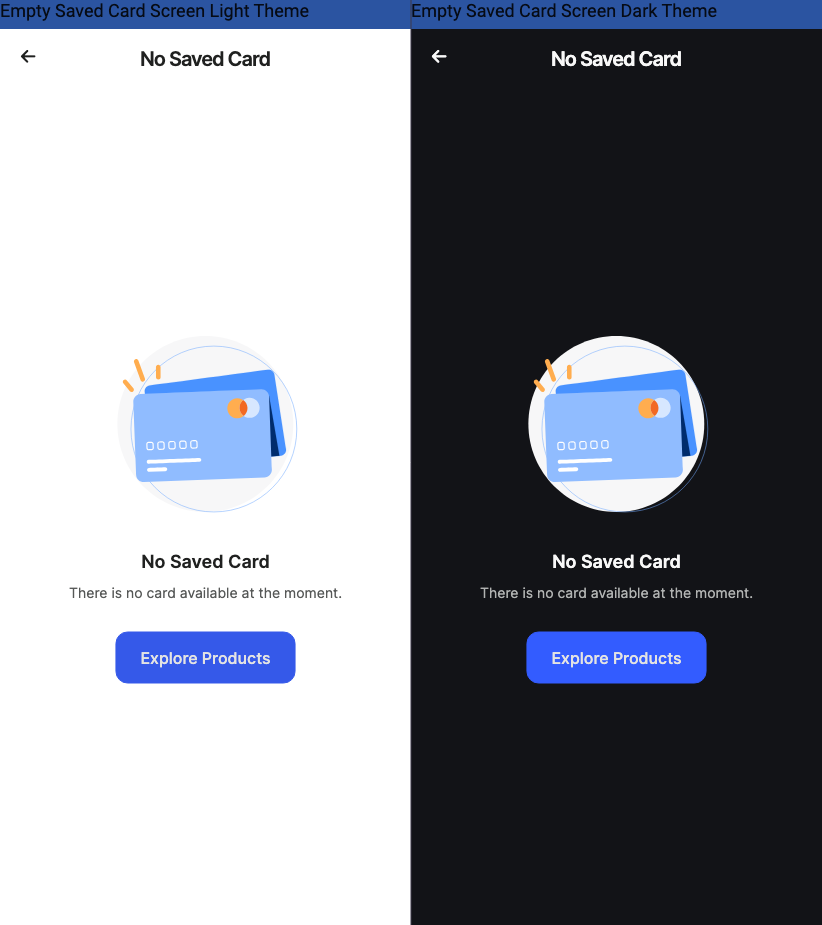 Empty Saved Card Screen Light Theme
No Saved Card
No Saved Card
There is no card available at the moment.
Explore Products
Empty Saved Card Screen Dark Theme
No Saved Card
No Saved Card
There is no card available at the moment.
Explore Products